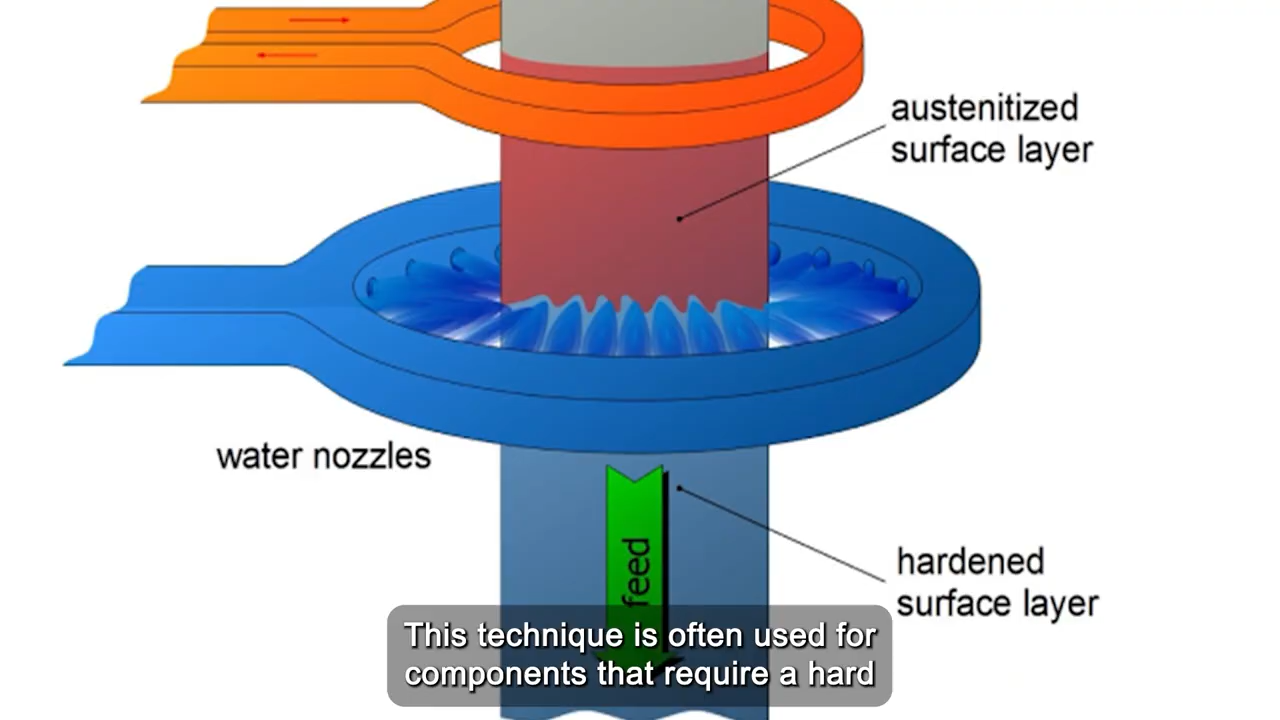 austenitized
surface layer
water nozzles
feed
hardened
surface layer
This technique is often used for
components that require a hard